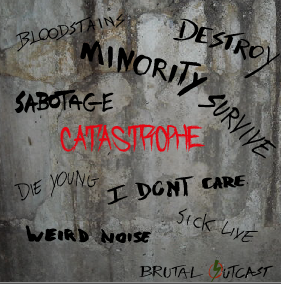 BLOODSTAINS
DESTROY
MINORITY
SABOTAGE
SURVIVE
CATASTROPHE
DIE YOUNG
I DONT CARE
SICK LIVE
WEIRD NOISE
BRUTAL OUTCAST